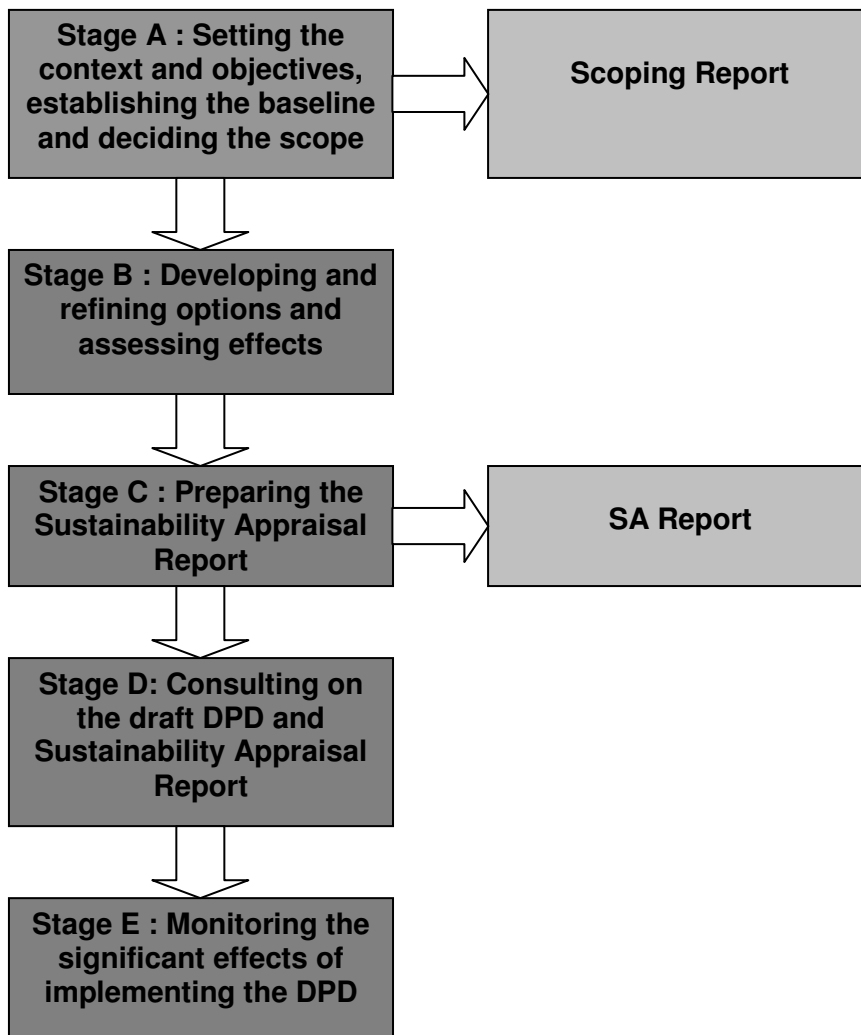 Stage A : Setting the
context and objectives,
establishing the baseline
and deciding the scope
Scoping Report
Stage B : Developing and
refining options and
assessing effects
Stage C : Preparing the
Sustainability Appraisal
Report
SA Report
Stage D: Consulting on
the draft DPD and
Sustainability Appraisal
Report
Stage E : Monitoring the
significant effects of
implementing the DPD